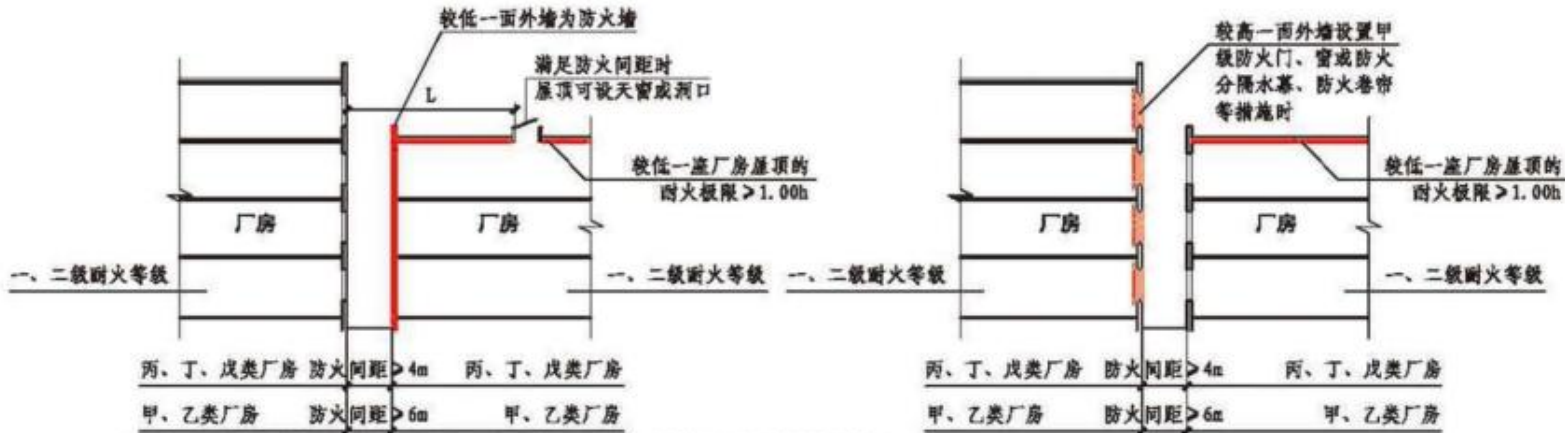 较低一面外墙为防火墙
满足防火间距时
屋顶可设天窗或洞口
L
较低一座厂房屋顶的
耐火极限≥1.00h
厂房
厂房
一、二级耐火等级
一、二级耐火等级
丙、丁、戊类厂房 防火间距≥4m 丙、丁、戊类厂房
甲、乙类厂房 防火间距≥6m 甲、乙类厂房
较高一面外墙设置甲
级防火门、窗或防火
分隔水幕、防火卷帘
等措施时
较低一座厂房屋顶的
耐火极限≥1.00h
厂房
厂房
一、二级耐火等级
一、二级耐火等级
丙、丁、戊类厂房 防火间距≥4m 丙、丁、戊类厂房
甲、乙类厂房 防火间距≥6m 甲、乙类厂房